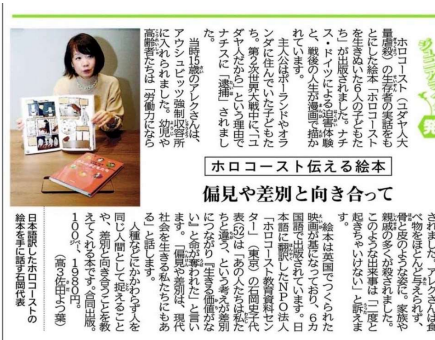 ホロコースト伝える絵本
偏見や差別と向き合って
ホロコースト(ユダヤ人大
量虐殺)の生存者の実話をも
とにした絵本「ホロコースト
を生きぬいた6人の子どもた
ち」が出版されました。ナチ
ス・ドイツによる迫害体験
と、戦後の人生が漫画で描か
れています。
主人公はポーランドやオラ
ンダに住んでいた子どもた
ち。第2次世界大戦中に、「ユ
ダヤ人だから」という理由で
ナチスに「逮捕」されまし
た。
当時15歳のアレクさんは、
アウシュビッツ強制収容所
に入れられました。幼児や
高齢者たちは「労働力になら
されました。アレクさんは食
べ物をほとんど与えられず、
骨と皮のような姿に。家族や
親戚の多くが殺されました。
このような出来事は「二度と
起きちゃいけない」と訴えま
す。
絵本は英国でつくられた
映画が基になっており、6カ
国語で出版されています。日
本語に翻訳したNPO法人
「ホロコースト教育資料セン
ター」(東京)の石岡史子代
表(52)は「あの人たちは私た
ちと違う、という考えが差別
につながり『生きる価値がな
い』と命が奪われた」と言い
ます。「偏見や差別は、現代
社会を生きる私たちにもあ
る」と話します。
人種などにかかわらず人を
同じ人間として捉えること
や、差別と向き合うことを教
えてくれる本です。合同出版。
100㌻、1980円。
(高3佐田よつ葉)
日本語訳したホロコーストの
絵本を手に話す石岡代表